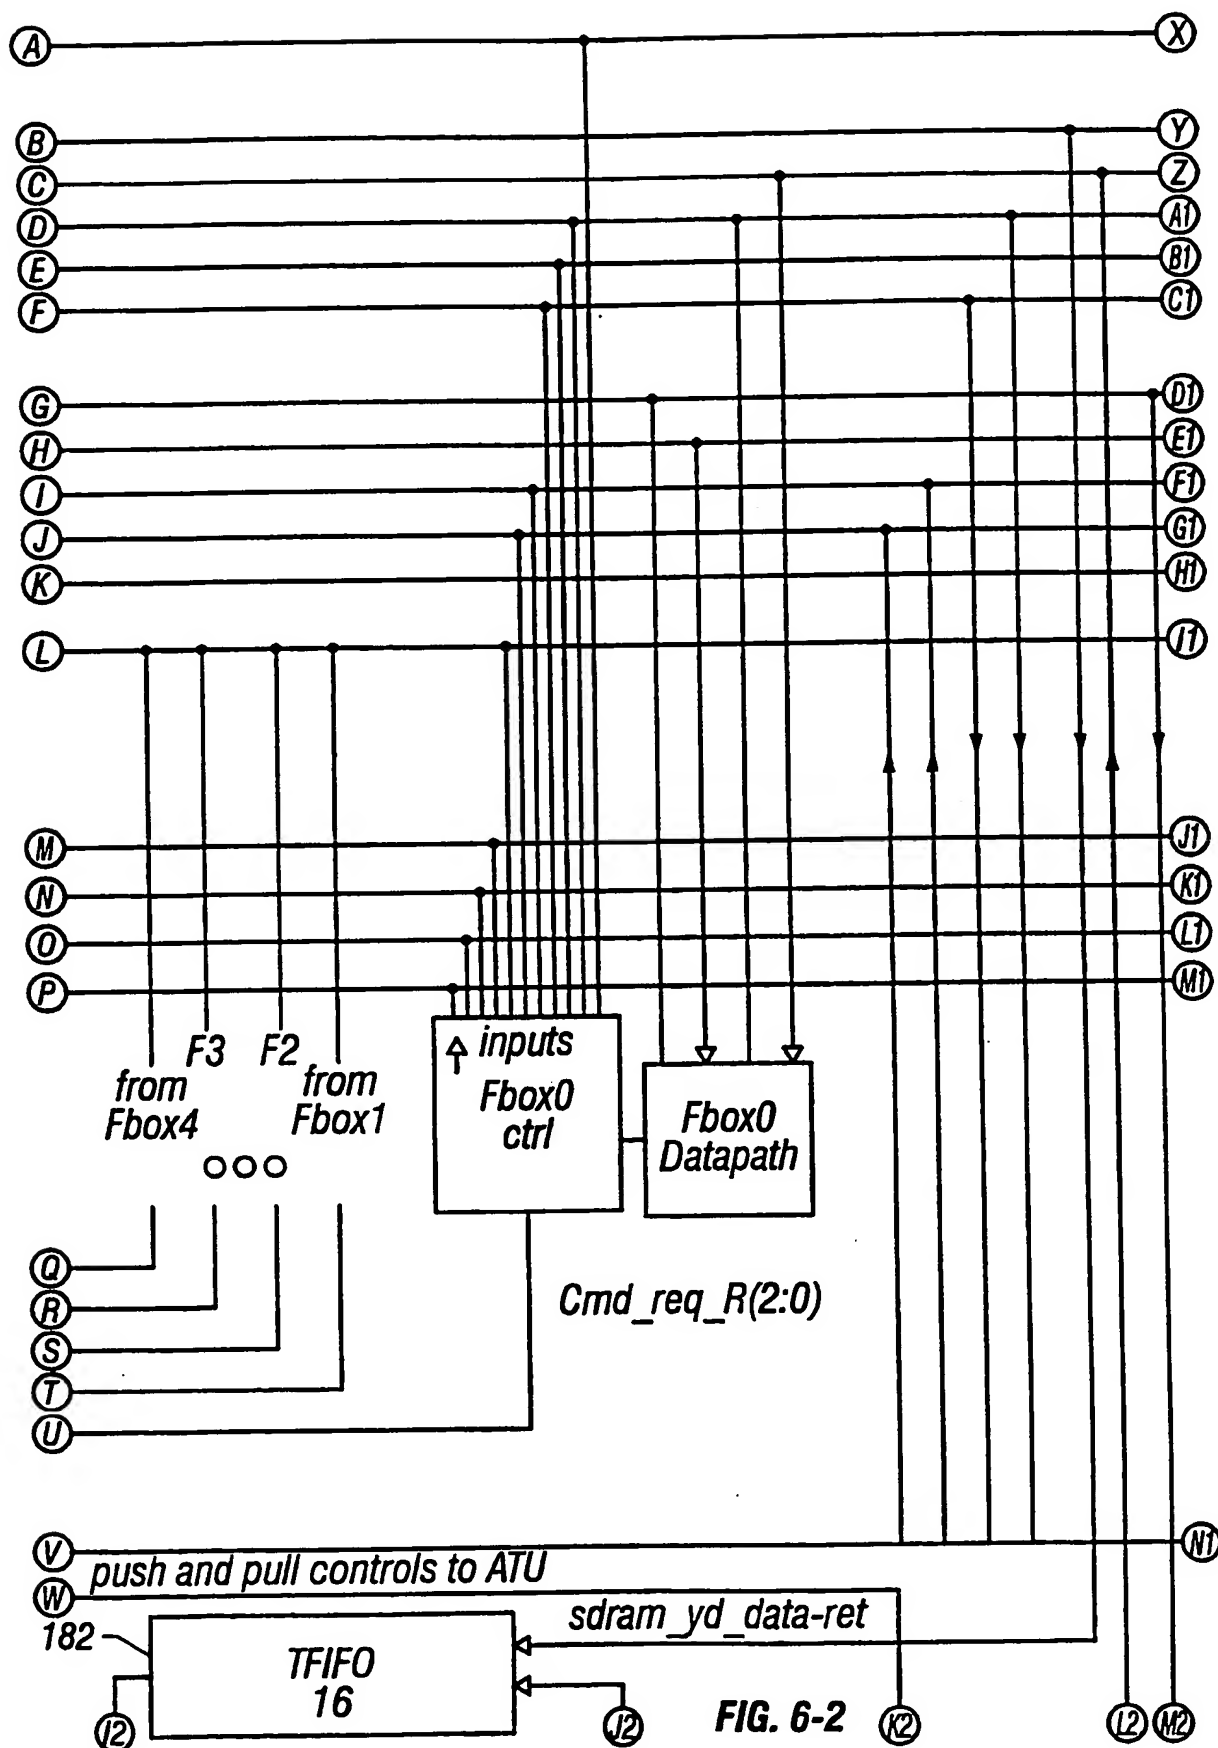 A X
B Y
C Z
D A1
E B1
F C1
G D1
H E1
I F1
J G1
K H1
L I1
M J1
N K1
O L1
P M1
inputs
Fbox0
ctrl
Fbox0
Datapath
F3 F2
from
Fbox4
from
Fbox1
Q
R
S
T
U
Cmd_req_R(2:0)
V N1
push and pull controls to ATU
W
sdram_yd_data-ret
182
TFIFO
16
I2 J2 FIG. 6-2 K2 L2 M2